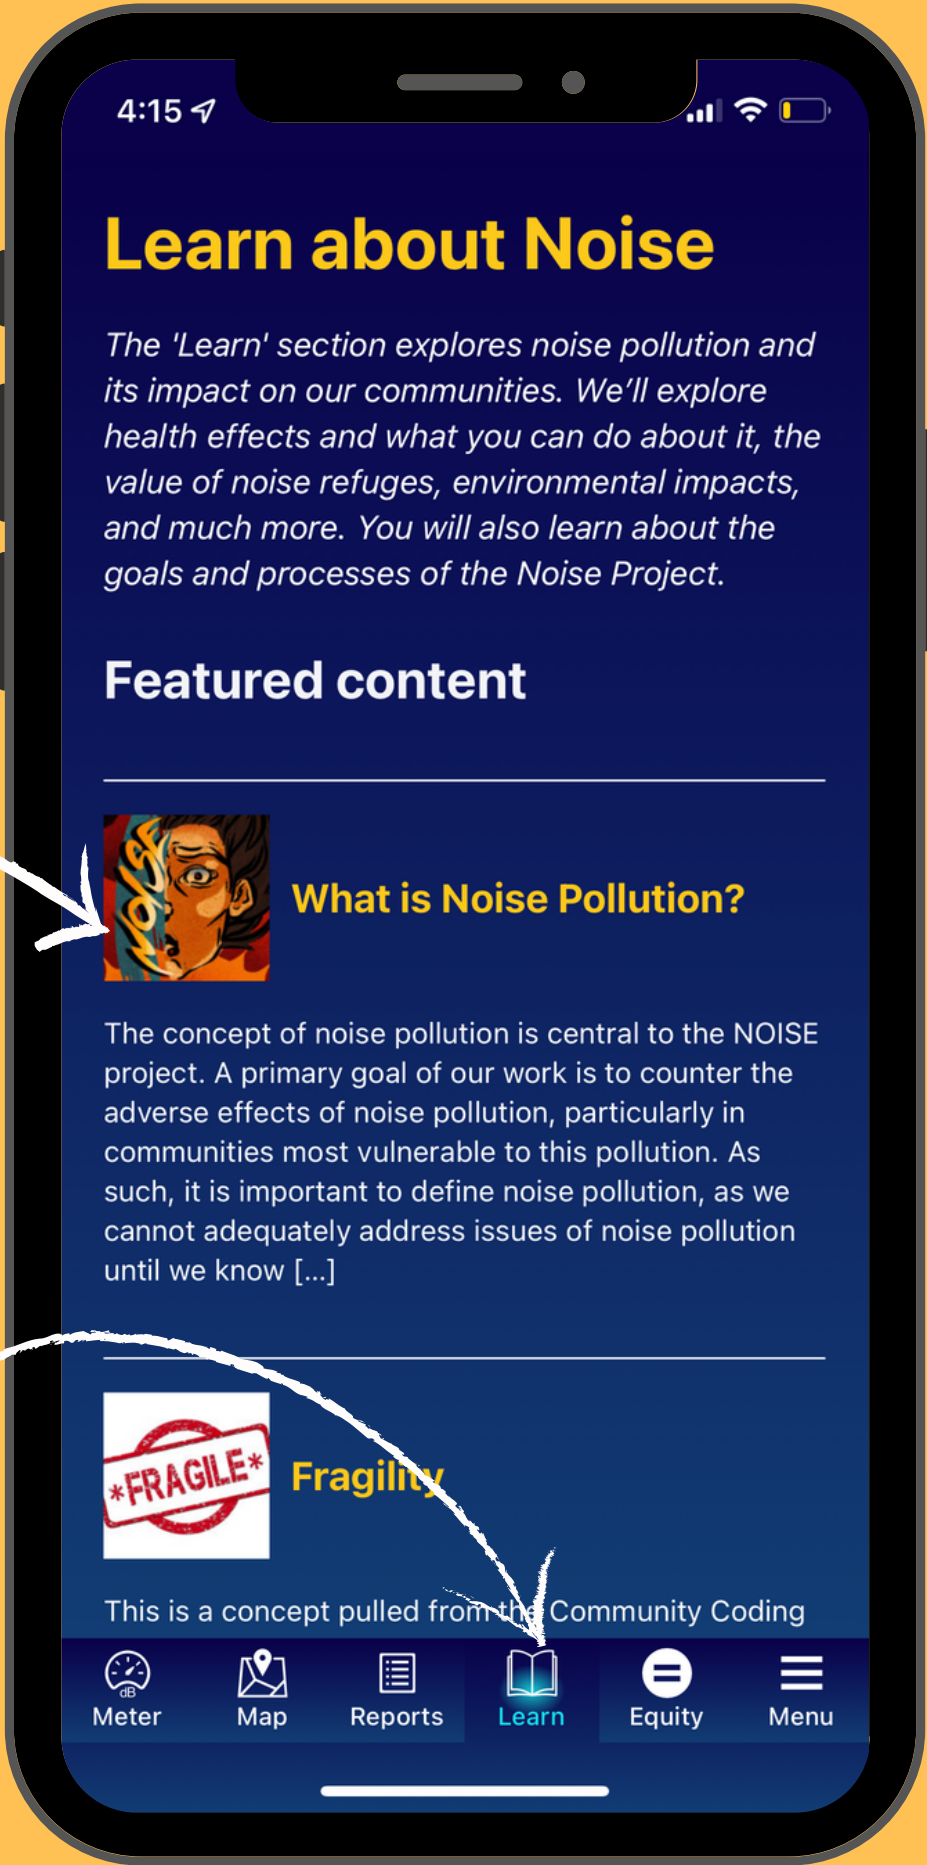 4:15
Learn about Noise
The 'Learn' section explores noise pollution and
its impact on our communities. We’ll explore
health effects and what you can do about it, the
value of noise refuges, environmental impacts,
and much more. You will also learn about the
goals and processes of the Noise Project.
Featured content
NOISE
What is Noise Pollution?
The concept of noise pollution is central to the NOISE
project. A primary goal of our work is to counter the
adverse effects of noise pollution, particularly in
communities most vulnerable to this pollution. As
such, it is important to define noise pollution, as we
cannot adequately address issues of noise pollution
until we know [...]
*FRAGILE*
Fragility
This is a concept pulled from the Community Coding
dB
Meter
Map
Reports
Learn
Equity
Menu